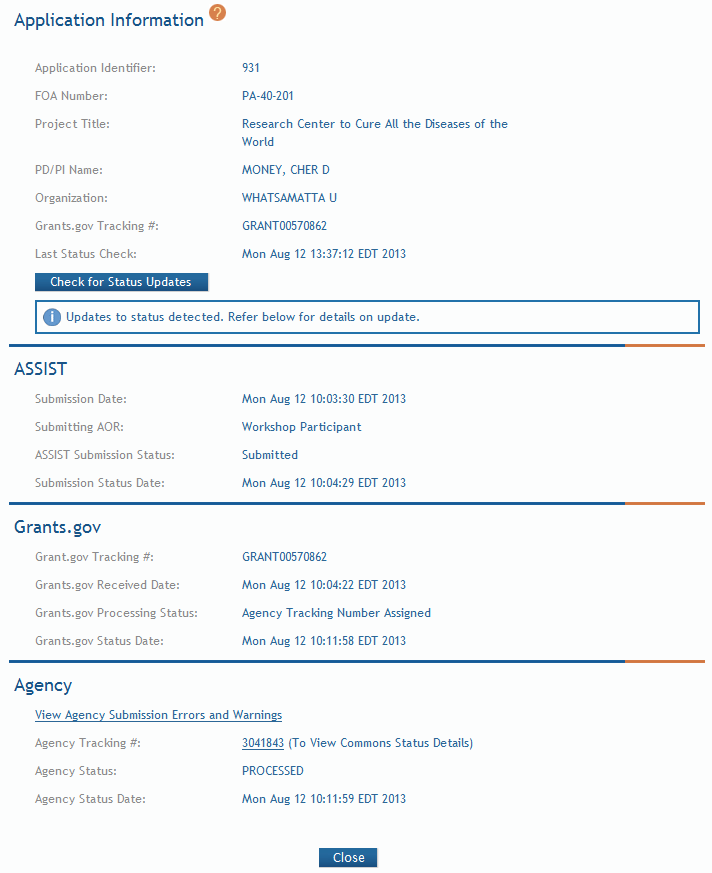 Application Information ?
Application Identifier: 931
FOA Number: PA-40-201
Project Title: Research Center to Cure All the Diseases of the
World
PD/PI Name: MONEY, CHER D
Organization: WHATSAMATTA U
Grants.gov Tracking #: GRANT00570862
Last Status Check: Mon Aug 12 13:37:12 EDT 2013
Check for Status Updates
i Updates to status detected. Refer below for details on update.
ASSIST
Submission Date: Mon Aug 12 10:03:30 EDT 2013
Submitting AOR: Workshop Participant
ASSIST Submission Status: Submitted
Submission Status Date: Mon Aug 12 10:04:29 EDT 2013
Grants.gov
Grant.gov Tracking #: GRANT00570862
Grants.gov Received Date: Mon Aug 12 10:04:22 EDT 2013
Grants.gov Processing Status: Agency Tracking Number Assigned
Grants.gov Status Date: Mon Aug 12 10:11:58 EDT 2013
Agency
View Agency Submission Errors and Warnings
Agency Tracking #: 3041843 (To View Commons Status Details)
Agency Status: PROCESSED
Agency Status Date: Mon Aug 12 10:11:59 EDT 2013
Close